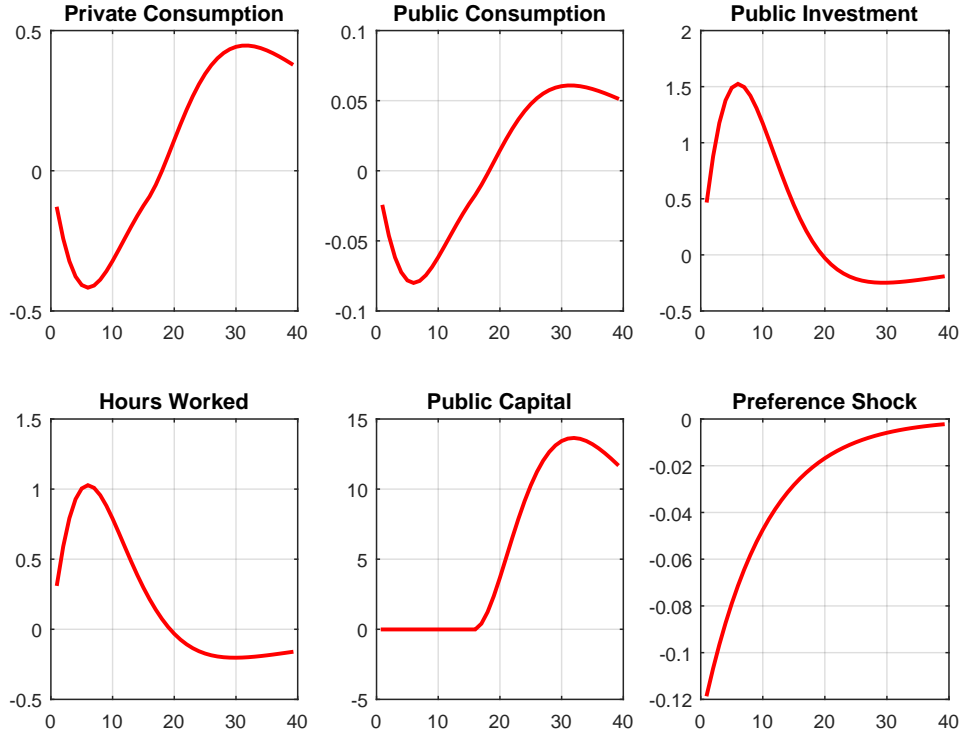 Private Consumption
0.5
0
-0.5
0 10 20 30 40
Public Consumption
0.1
0.05
0
-0.05
-0.1
0 10 20 30 40
Public Investment
2
1.5
1
0.5
0
-0.5
0 10 20 30 40
Hours Worked
1.5
1
0.5
0
-0.5
0 10 20 30 40
Public Capital
15
10
5
0
-5
0 10 20 30 40
Preference Shock
0
-0.02
-0.04
-0.06
-0.08
-0.1
-0.12
0 10 20 30 40